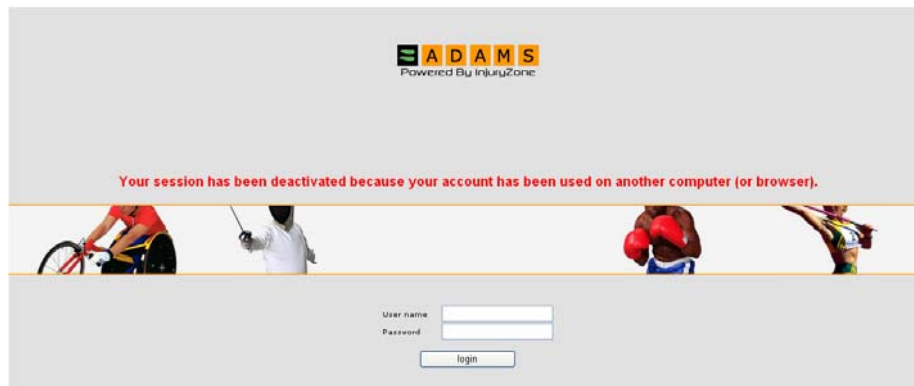 ADAMS
Powered By InjuryZone
Your session has been deactivated because your account has been used on another computer (or browser).
User name
Password
login